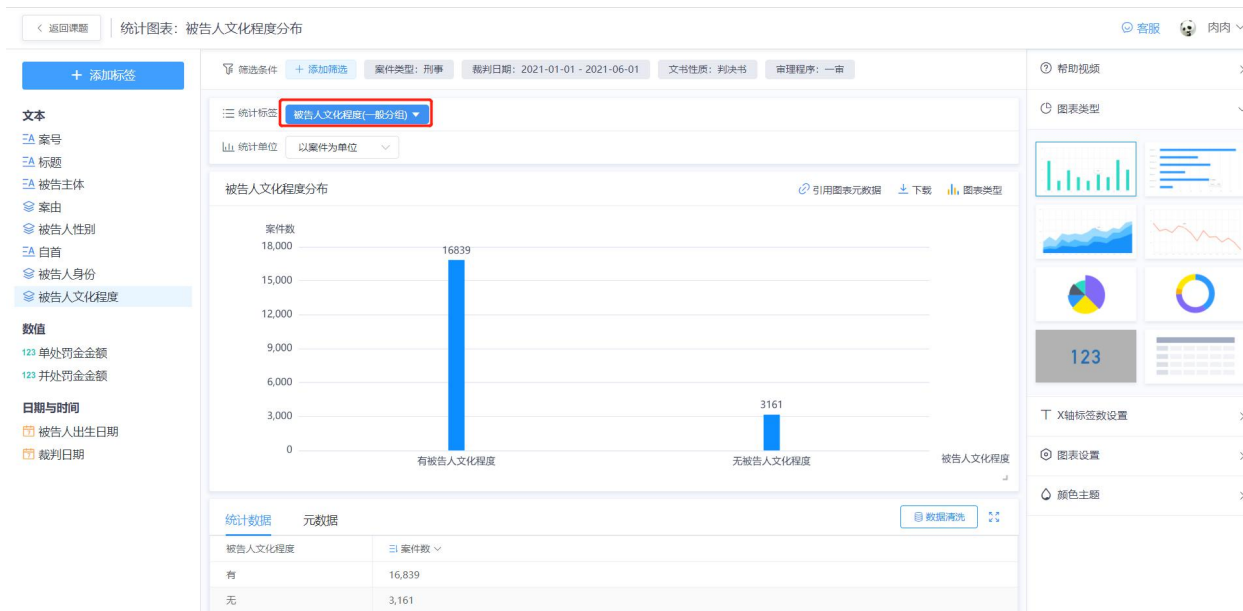 < 返回课题
统计图表：被告人文化程度分布
客服 肉肉
+ 添加标签
文本
案号
标题
被告主体
案由
被告人性别
自首
被告人身份
被告人文化程度
数值
123 单处罚金金额
123 并处罚金金额
日期与时间
被告人出生日期
裁判日期
筛选条件 + 添加筛选 案件类型：刑事 裁判日期：2021-01-01 - 2021-06-01 文书性质：判决书 审理程序：一审
统计标签 被告人文化程度(一般分组)
统计单位 以案件为单位
被告人文化程度分布
引用图表元数据 下载 图表类型
案件数
18,000
15,000
12,000
9,000
6,000
3,000
0
16839
3161
有被告人文化程度 无被告人文化程度 被告人文化程度
统计数据 元数据 数据清洗
被告人文化程度 案件数
有 16,839
无 3,161
帮助视频
图表类型
123
X轴标签数设置
图表设置
颜色主题